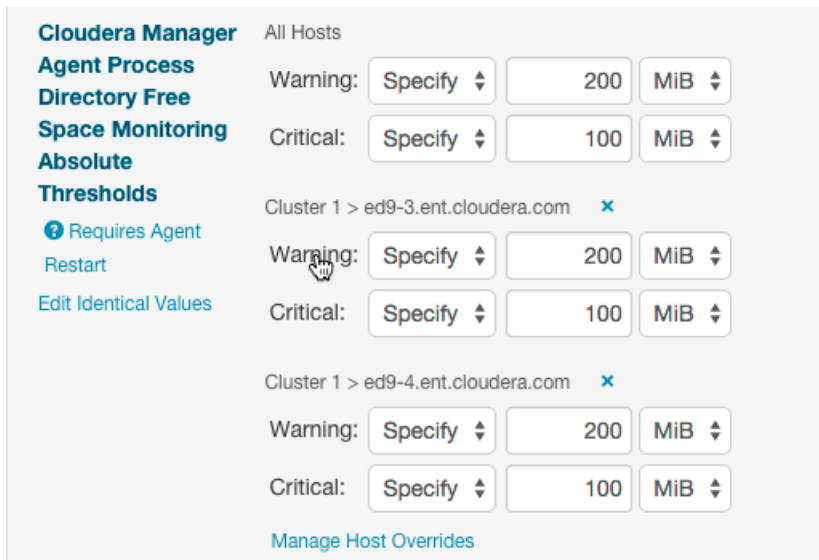 Cloudera Manager
Agent Process
Directory Free
Space Monitoring
Absolute
Thresholds
? Requires Agent
Restart
Edit Identical Values
All Hosts
Warning: Specify 200 MiB
Critical: Specify 100 MiB
Cluster 1 > ed9-3.ent.cloudera.com ×
Warning: Specify 200 MiB
Critical: Specify 100 MiB
Cluster 1 > ed9-4.ent.cloudera.com ×
Warning: Specify 200 MiB
Critical: Specify 100 MiB
Manage Host Overrides